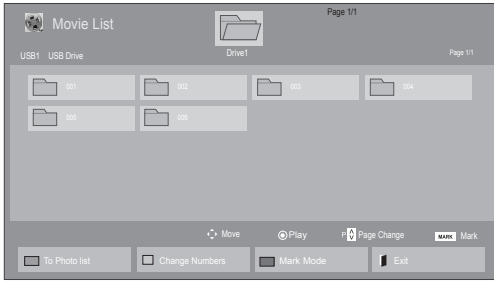 Page 1/1
Movie List
Drive1
USB1 USB Drive
Page 1/1
001 002 003 004
005 006
Move Play P Page Change MARK Mark
To Photo list Change Numbers Mark Mode Exit